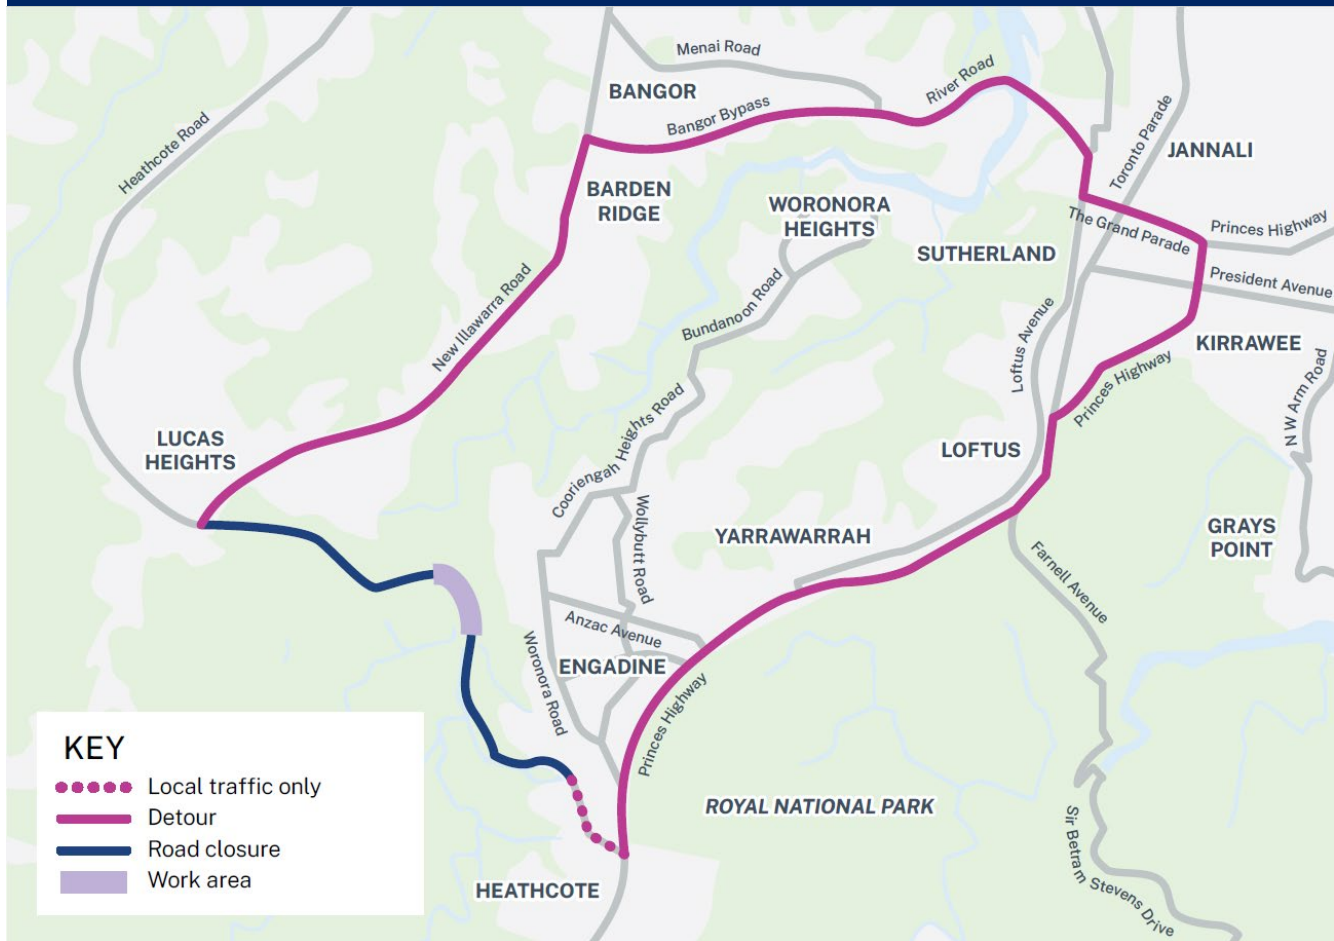 Menai Road
BANGOR
River Road
Heathcote Road
Bangor Bypass
Toronto Parade
JANNALI
BARDEN
RIDGE
WORONORA
HEIGHTS
The Grand Parade
Princes Highway
SUTHERLAND
President Avenue
New Illawarra Road
Bundanoon Road
Loftus Avenue
KIRRAWEE
Princes Highway
N W Arm Road
LUCAS
HEIGHTS
Cooriengah Heights Road
LOFTUS
Wollybutt Road
YARRAWARRAH
GRAYS
POINT
Farnell Avenue
Anzac Avenue
Woronora Road
ENGADINE
Princes Highway
KEY
Local traffic only
Detour
Road closure
Work area
ROYAL NATIONAL PARK
Sir Betram Stevens Drive
HEATHCOTE